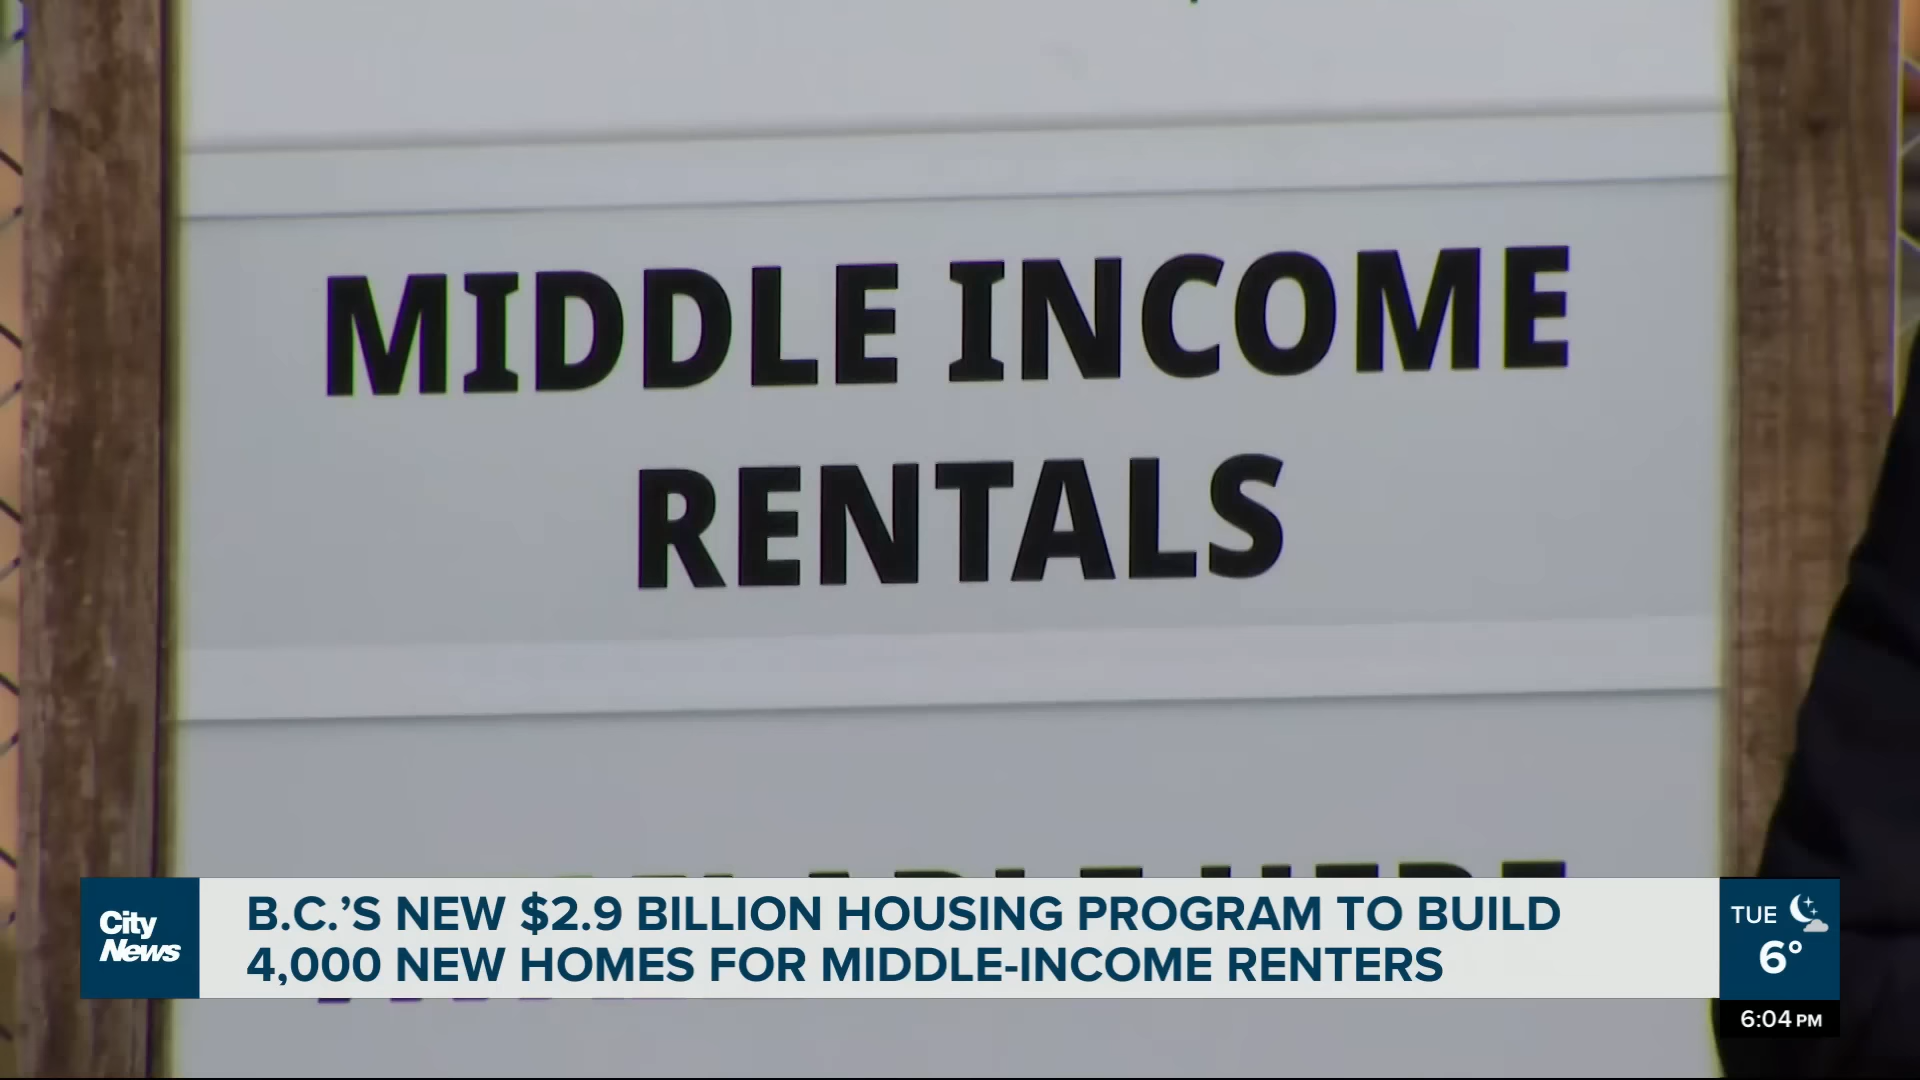 MIDDLE INCOME
RENTALS
City
News
B.C.'S NEW $2.9 BILLION HOUSING PROGRAM TO BUILD
4,000 NEW HOMES FOR MIDDLE-INCOME RENTERS
TUE
6°
6:04 PM